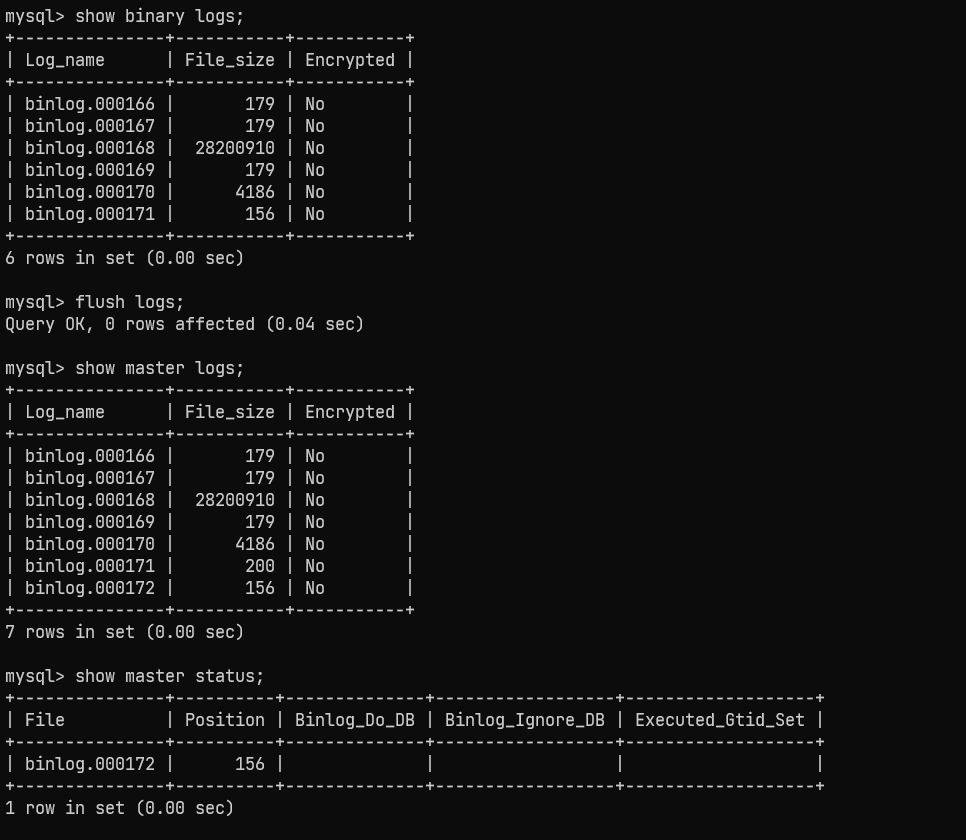 mysql> show binary logs;
+---------------+-----------+-----------+
| Log_name      | File_size | Encrypted |
+---------------+-----------+-----------+
| binlog.000166 |       179 | No        |
| binlog.000167 |       179 | No        |
| binlog.000168 |  28200910 | No        |
| binlog.000169 |       179 | No        |
| binlog.000170 |      4186 | No        |
| binlog.000171 |       156 | No        |
+---------------+-----------+-----------+
6 rows in set (0.00 sec)

mysql> flush logs;
Query OK, 0 rows affected (0.04 sec)

mysql> show master logs;
+---------------+-----------+-----------+
| Log_name      | File_size | Encrypted |
+---------------+-----------+-----------+
| binlog.000166 |       179 | No        |
| binlog.000167 |       179 | No        |
| binlog.000168 |  28200910 | No        |
| binlog.000169 |       179 | No        |
| binlog.000170 |      4186 | No        |
| binlog.000171 |       200 | No        |
| binlog.000172 |       156 | No        |
+---------------+-----------+-----------+
7 rows in set (0.00 sec)

mysql> show master status;
+---------------+----------+--------------+------------------+-------------------+
| File          | Position | Binlog_Do_DB | Binlog_Ignore_DB | Executed_Gtid_Set |
+---------------+----------+--------------+------------------+-------------------+
| binlog.000172 |      156 |              |                  |                   |
+---------------+----------+--------------+------------------+-------------------+
1 row in set (0.00 sec)